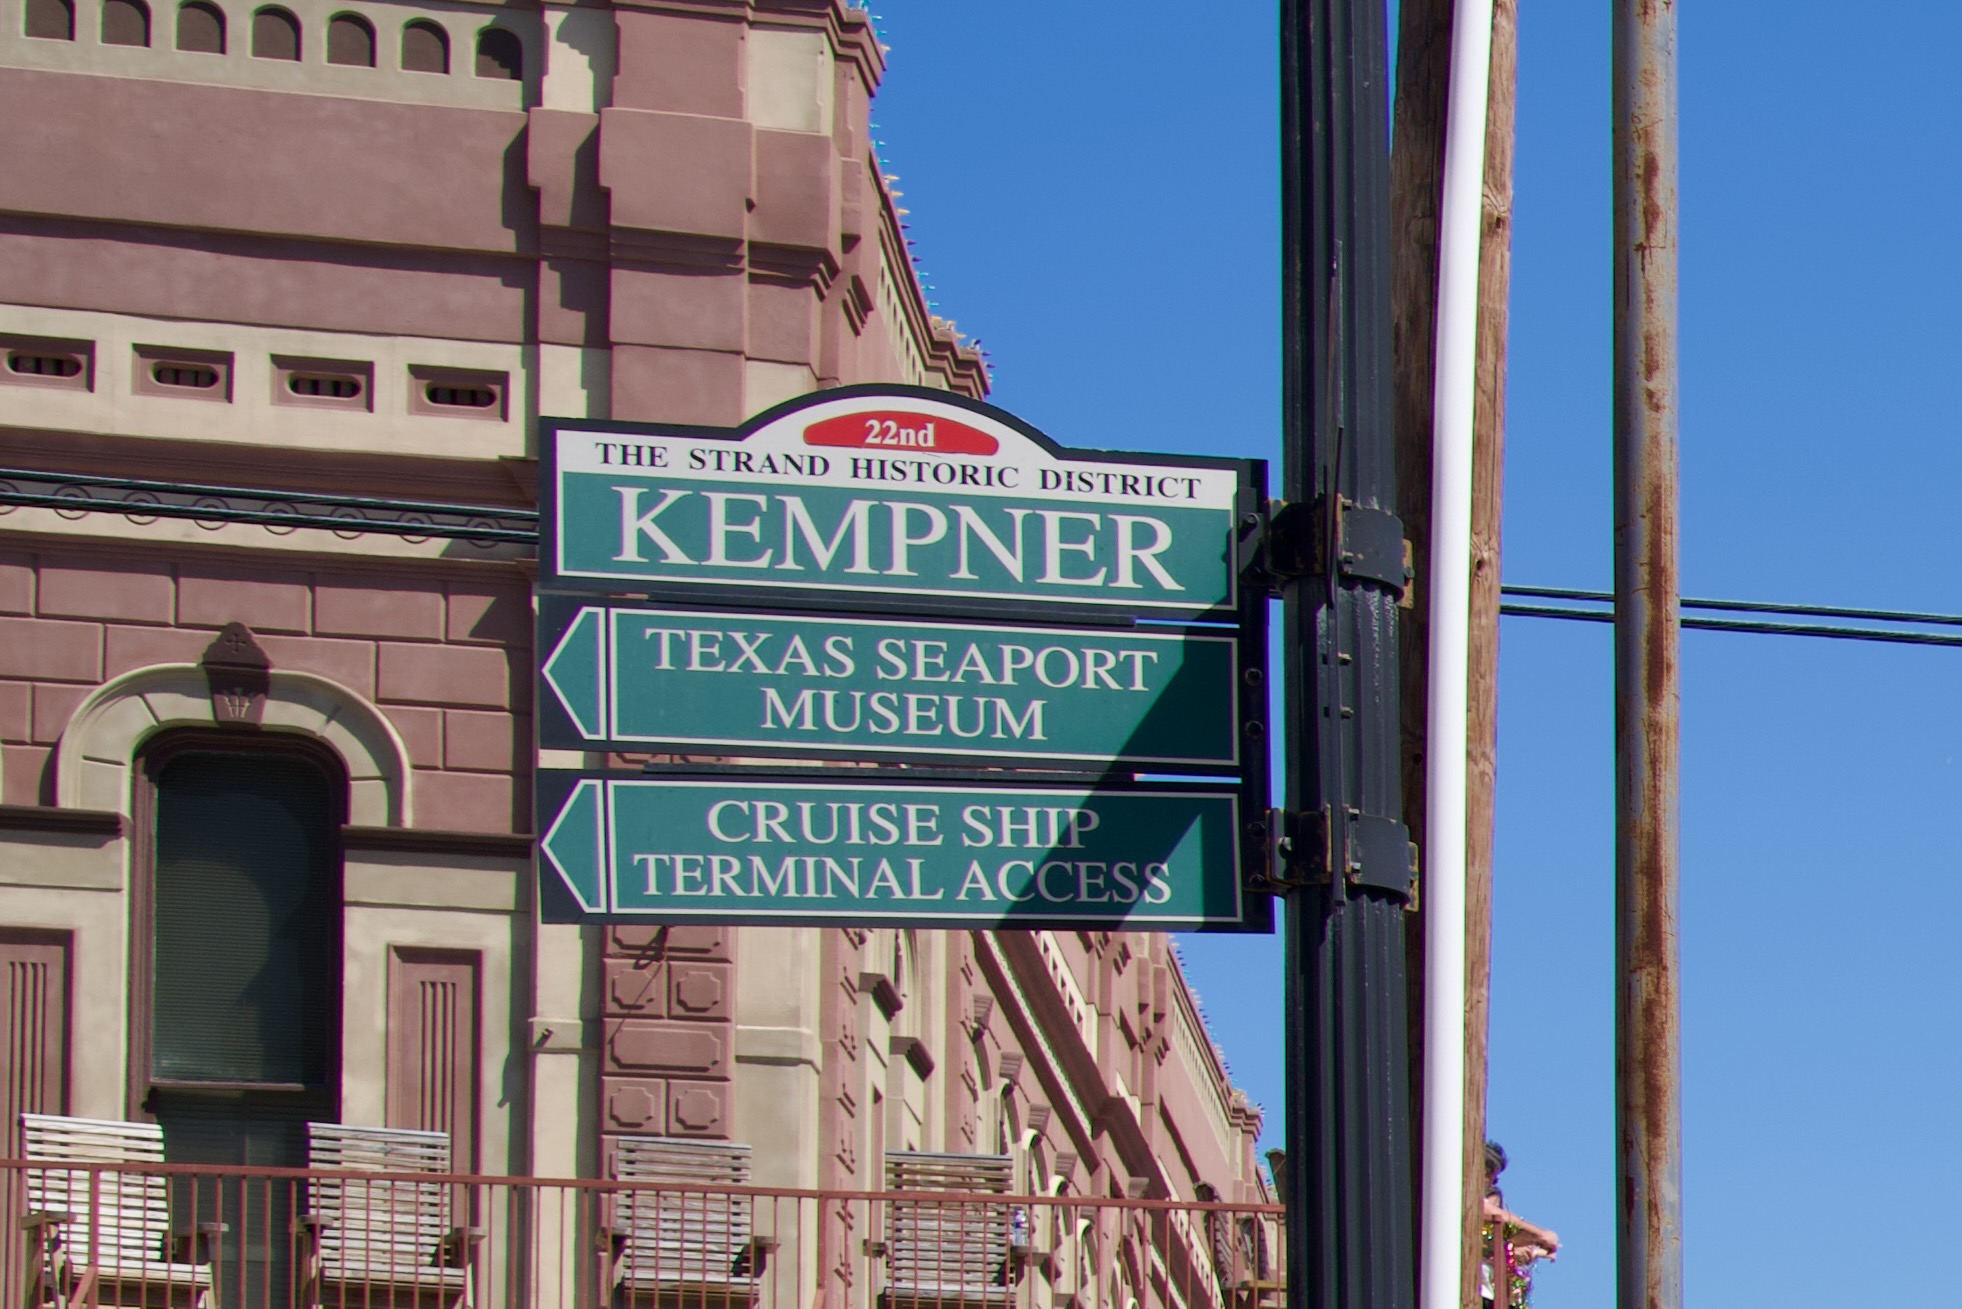 22nd
THE STRAND HISTORIC DISTRICT
KEMPNER
TEXAS SEAPORT
MUSEUM
CRUISE SHIP
TERMINAL ACCESS